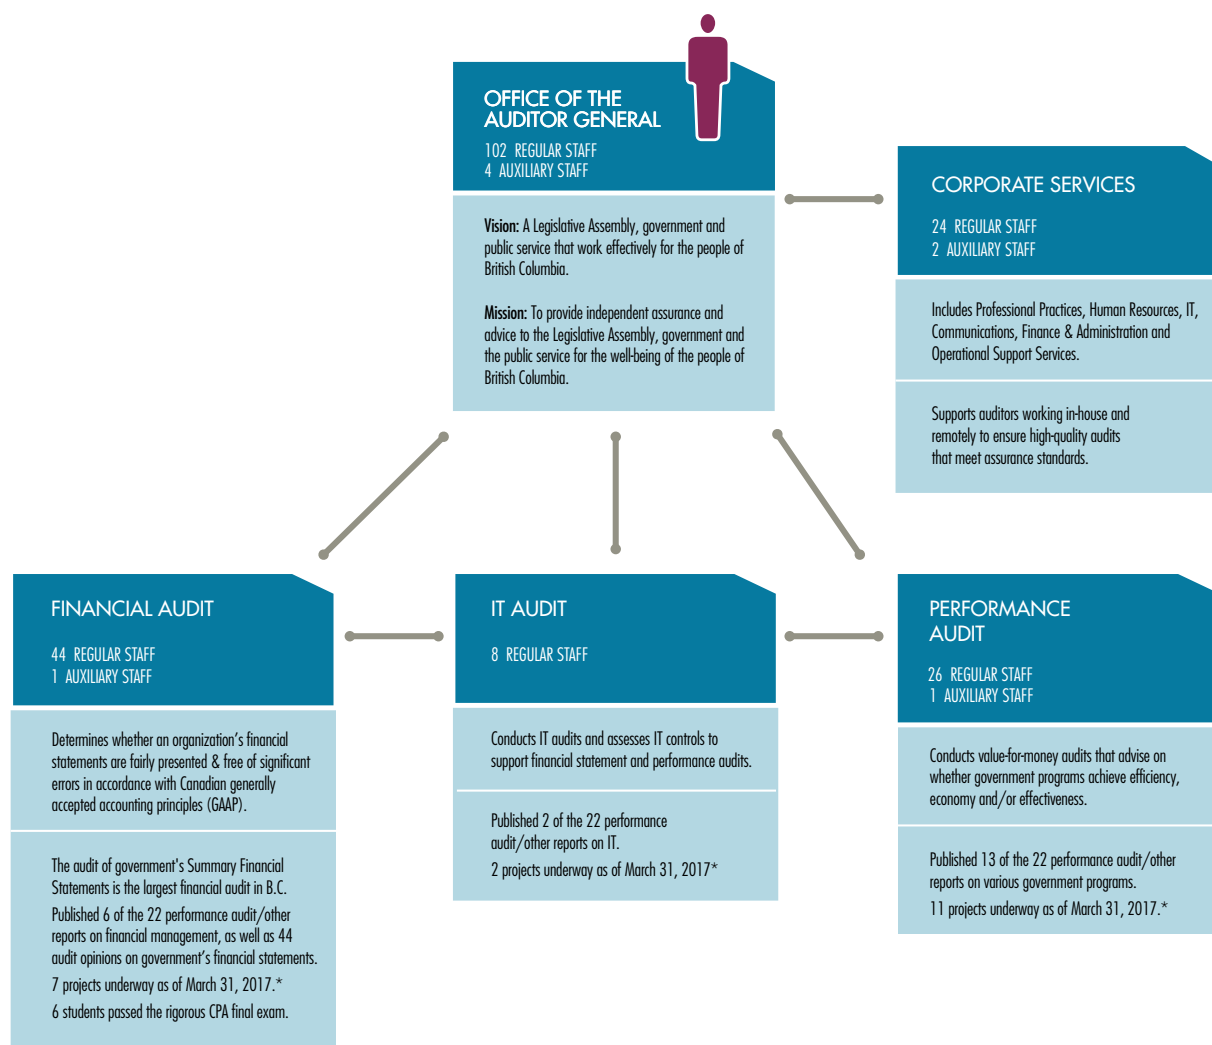 OFFICE OF THE
AUDITOR GENERAL
102 REGULAR STAFF
4 AUXILIARY STAFF
Vision: A Legislative Assembly, government and
public service that work effectively for the people of
British Columbia.
Mission: To provide independent assurance and
advice to the Legislative Assembly, government and
the public service for the well-being of the people of
British Columbia.
CORPORATE SERVICES
24 REGULAR STAFF
2 AUXILIARY STAFF
Includes Professional Practices, Human Resources, IT,
Communications, Finance & Administration and
Operational Support Services.
Supports auditors working in-house and
remotely to ensure high-quality audits
that meet assurance standards.
FINANCIAL AUDIT
44 REGULAR STAFF
1 AUXILIARY STAFF
Determines whether an organization's financial
statements are fairly presented & free of significant
errors in accordance with Canadian generally
accepted accounting principles (GAAP).
The audit of government's Summary Financial
Statements is the largest financial audit in B.C.
Published 6 of the 22 performance audit/other
reports on financial management, as well as 44
audit opinions on government's financial statements.
7 projects underway as of March 31, 2017.*
6 students passed the rigorous CPA final exam.
IT AUDIT
8 REGULAR STAFF
Conducts IT audits and assesses IT controls to
support financial statement and performance audits.
Published 2 of the 22 performance
audit/other reports on IT.
2 projects underway as of March 31, 2017*
PERFORMANCE
AUDIT
26 REGULAR STAFF
1 AUXILIARY STAFF
Conducts value-for-money audits that advise on
whether government programs achieve efficiency,
economy and/or effectiveness.
Published 13 of the 22 performance audit/other
reports on various government programs.
11 projects underway as of March 31, 2017.*